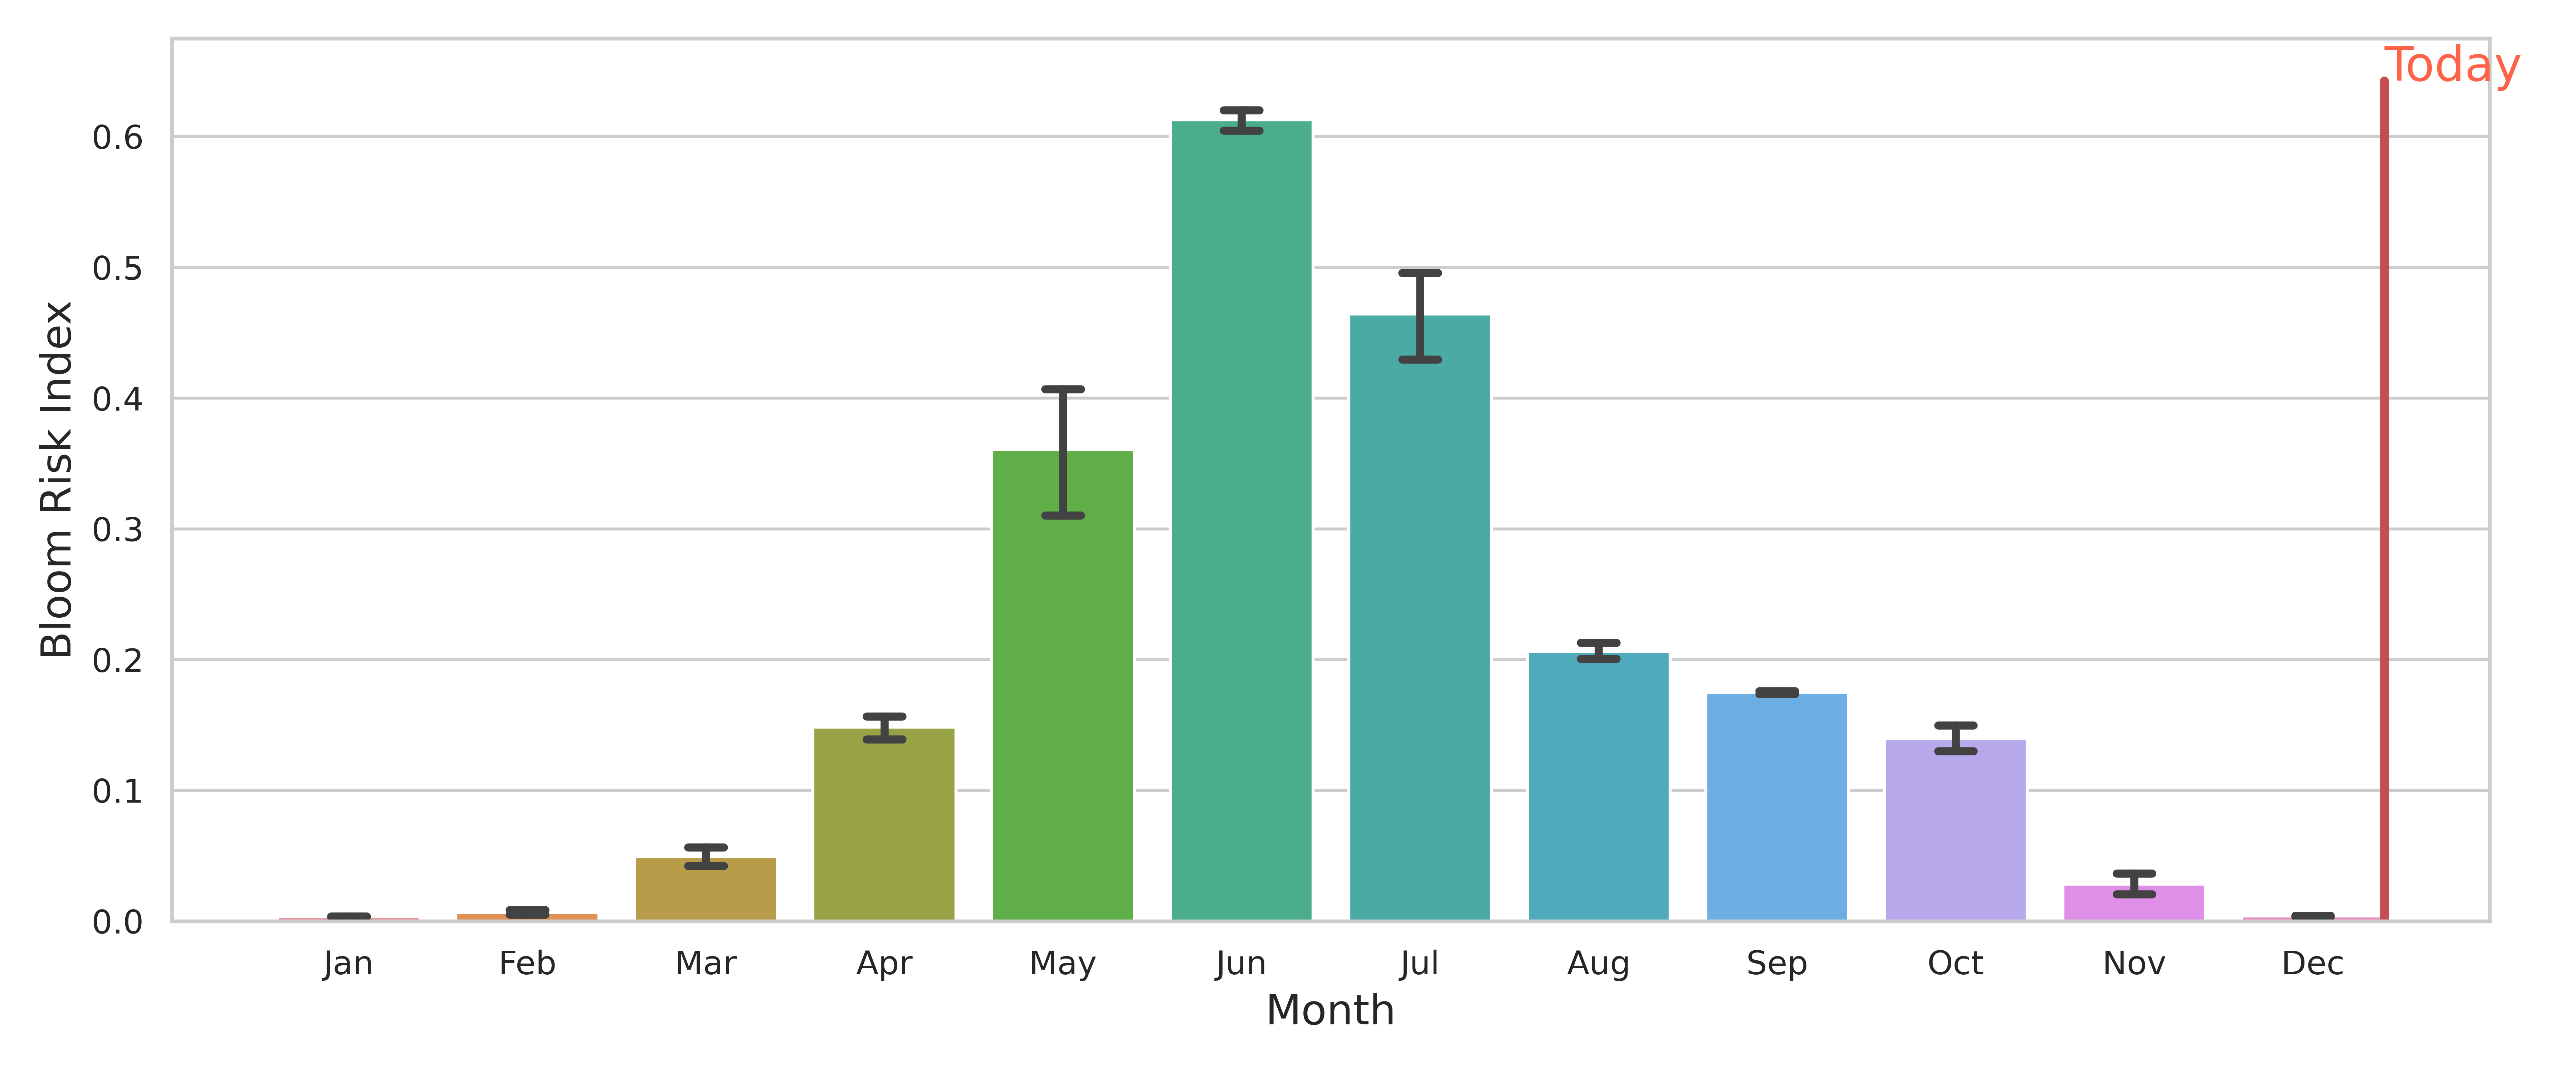 Today
Bloom Risk Index
0.6
0.5
0.4
0.3
0.2
0.1
0.0
Jan Feb Mar Apr May Jun Jul Aug Sep Oct Nov Dec
Month